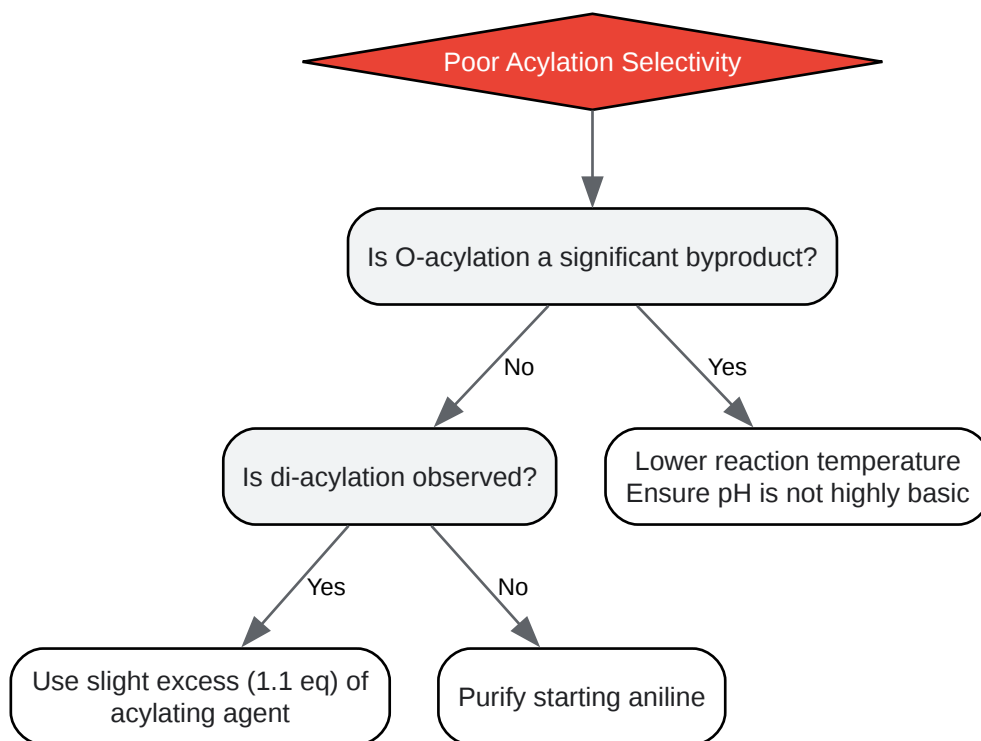 Poor Acylation Selectivity
Is O-acylation a significant byproduct?
No
Yes
Is di-acylation observed?
Lower reaction temperature
Ensure pH is not highly basic
Yes
No
Use slight excess (1.1 eq) of
acylating agent
Purify starting aniline